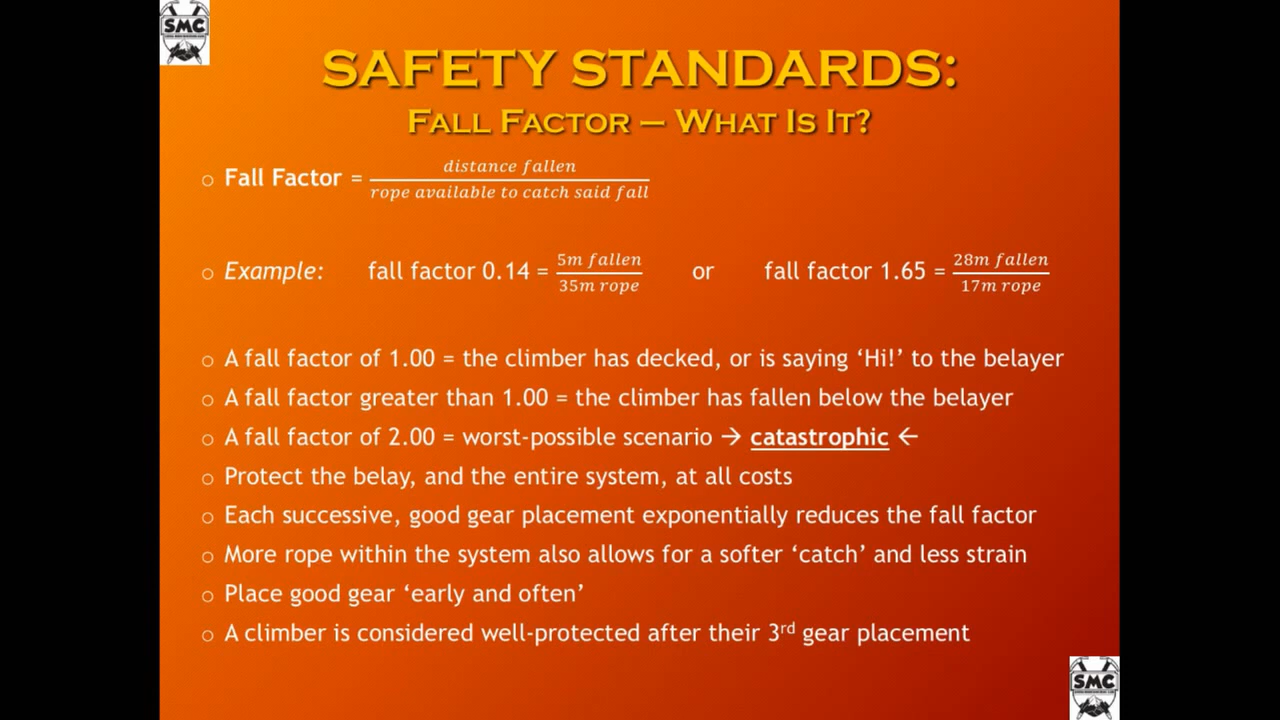 SMC
SAFETY STANDARDS:
FALL FACTOR — WHAT IS IT?
○ Fall Factor = distance fallen / rope available to catch said fall
○ Example: fall factor 0.14 = 5m fallen / 35m rope or fall factor 1.65 = 28m fallen / 17m rope
○ A fall factor of 1.00 = the climber has decked, or is saying ‘Hi!’ to the belayer
○ A fall factor greater than 1.00 = the climber has fallen below the belayer
○ A fall factor of 2.00 = worst-possible scenario → catastrophic ←
○ Protect the belay, and the entire system, at all costs
○ Each successive, good gear placement exponentially reduces the fall factor
○ More rope within the system also allows for a softer ‘catch’ and less strain
○ Place good gear ‘early and often’
○ A climber is considered well-protected after their 3rd gear placement
SMC